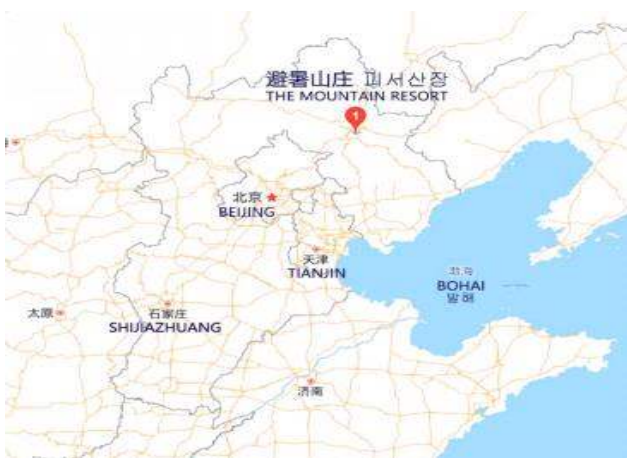 避暑山庄 피서산장
THE MOUNTAIN RESORT
1
北京
BEIJING
天津
TIANJIN
渤海
BOHAI
발해
太原
石家庄
SHIJIAZHUANG
济南